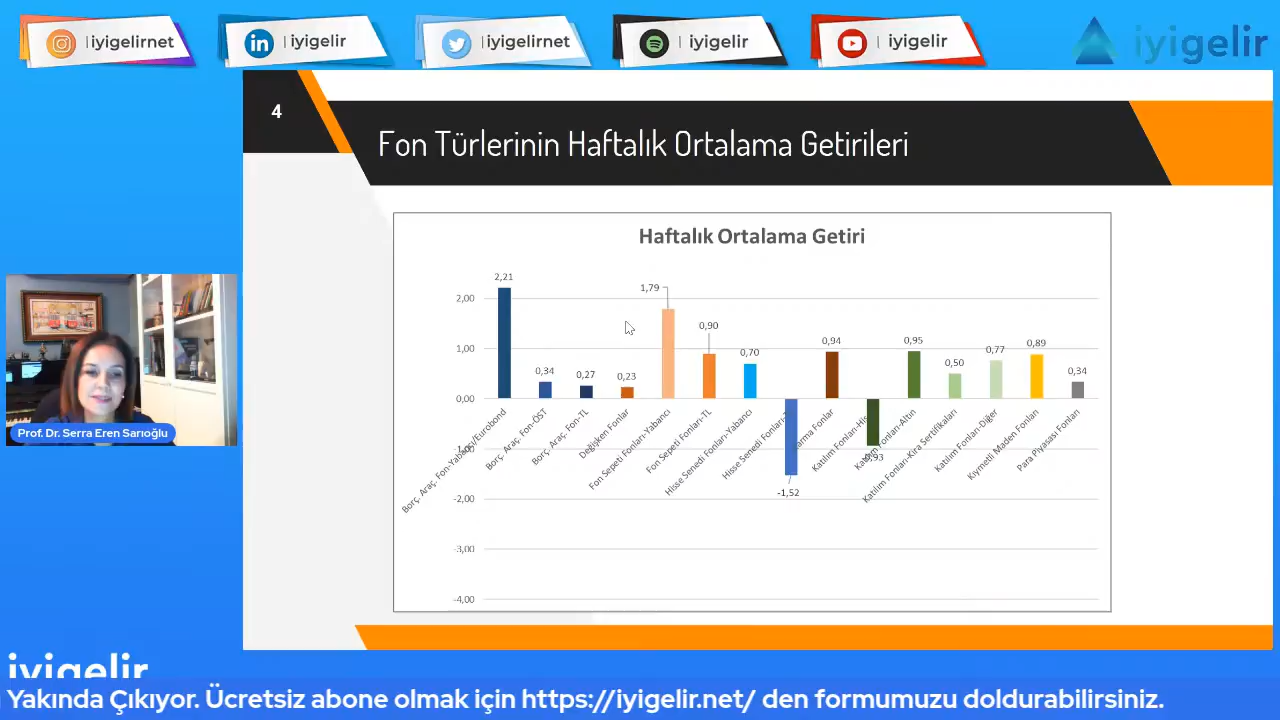 iyigelirnet
iyigelir
iyigelirnet
iyigelir
iyigelir
iyigelir
4
Fon Türlerinin Haftalık Ortalama Getirileri
Haftalık Ortalama Getiri
2,21
1,79
0,90
0,70
0,94
0,95
0,50
0,77
0,89
0,34
0,34
0,27
0,23
-1,52
-0,93
2,00
1,00
0,00
-1,00
-2,00
-3,00
-4,00
Borç. Araç. Fon-Yabancı/Eurobond
Borç. Araç. Fon-ÖST
Borç. Araç. Fon-TL
Değişken Fonlar
Fon Sepeti Fonları-Yabancı
Fon Sepeti Fonları-TL
Hisse Senedi Fonları-Yabancı
Hisse Senedi Fonları-
Karma Fonlar
Katılım Fonları-His
Katılım Fonları-Altın
Katılım Fonları-Kira Sertifikaları
Katılım Fonları-Diğer
Kıymetli Maden Fonları
Para Piyasası Fonları
Prof. Dr. Serra Eren Sarıoğlu
iyigelir
Yakında Çıkıyor. Ücretsiz abone olmak için https://iyigelir.net/ den formumuzu doldurabilirsiniz.